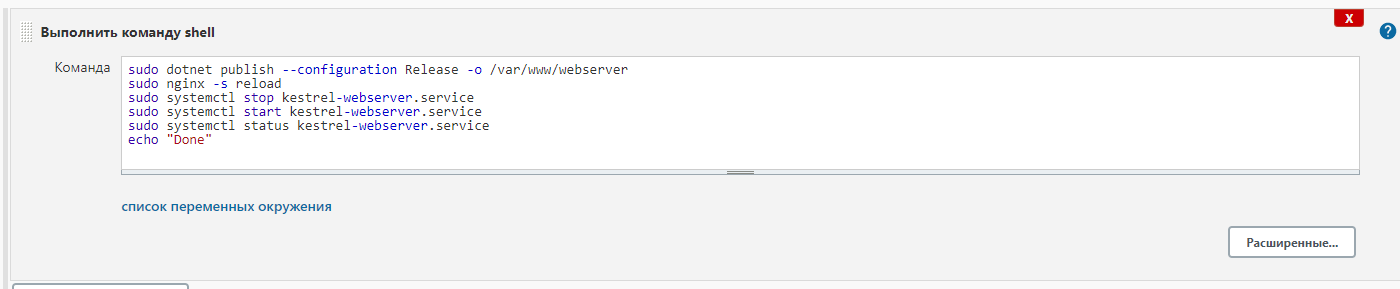 X
Выполнить команду shell
?
Команда
sudo dotnet publish --configuration Release -o /var/www/webserver
sudo nginx -s reload
sudo systemctl stop kestrel-webserver.service
sudo systemctl start kestrel-webserver.service
sudo systemctl status kestrel-webserver.service
echo "Done"
список переменных окружения
Расширенные...